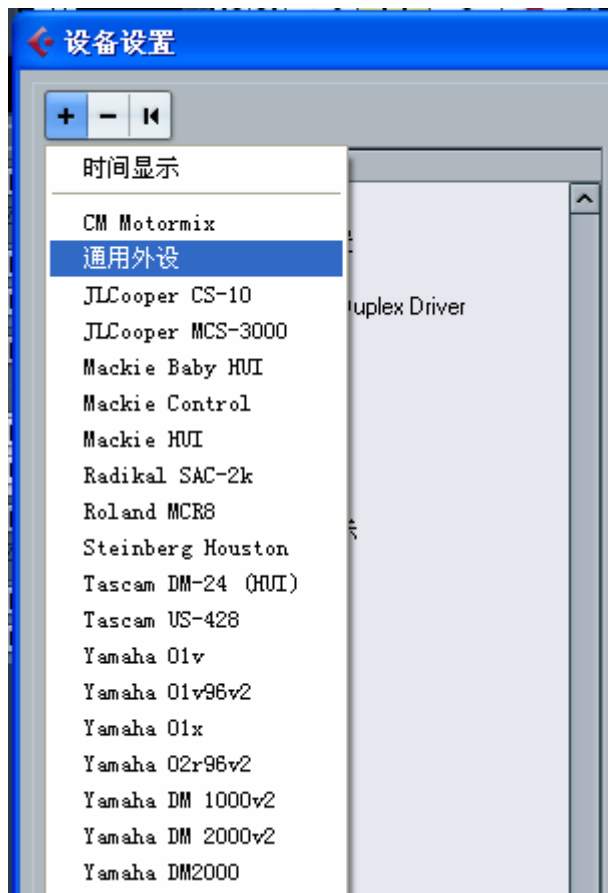 设备设置
时间显示
CM Motormix
通用外设
JLCooper CS-10
uplex Driver
JLCooper MCS-3000
Mackie Baby HUI
Mackie Control
Mackie HUI
Radikal SAC-2k
Roland MCR8
Steinberg Houston
Tascam DM-24 (HUI)
Tascam US-428
Yamaha 01v
Yamaha 01v96v2
Yamaha 01x
Yamaha 02r96v2
Yamaha DM 1000v2
Yamaha DM 2000v2
Yamaha DM2000